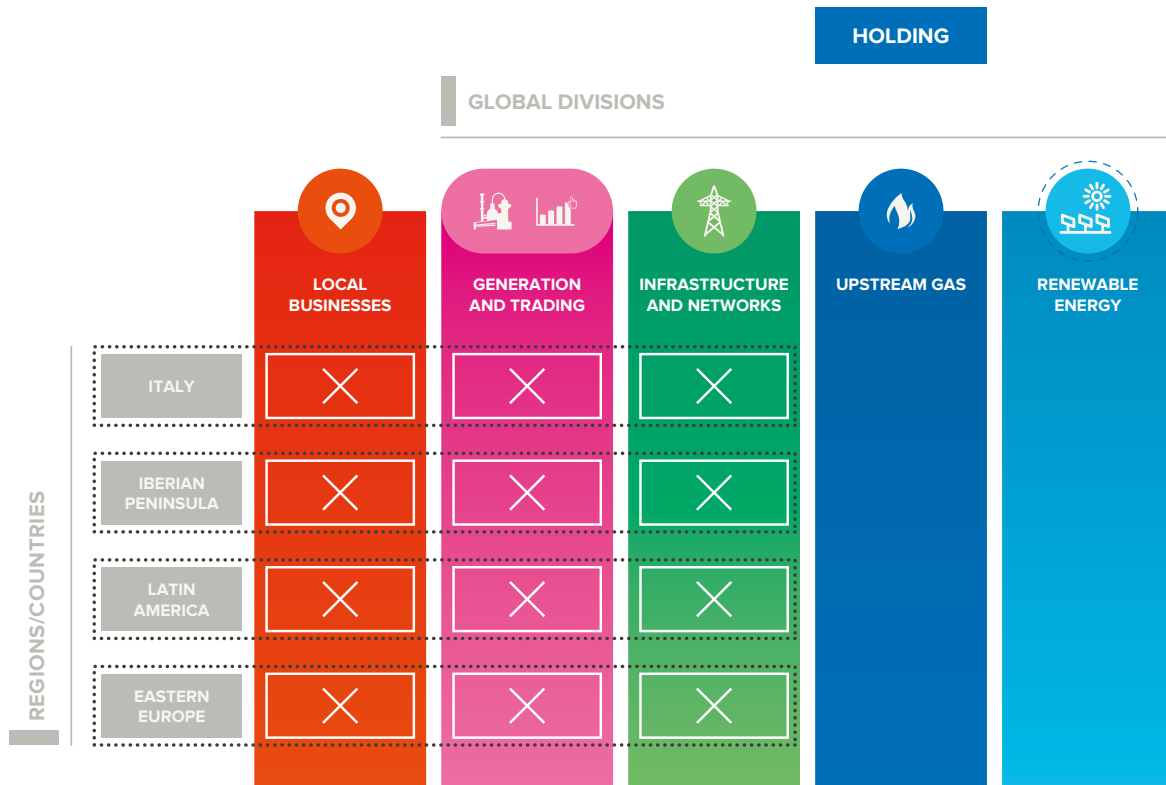 HOLDING
GLOBAL DIVISIONS
LOCAL
BUSINESSES
GENERATION
AND TRADING
INFRASTRUCTURE
AND NETWORKS
UPSTREAM GAS
RENEWABLE
ENERGY
REGIONS/COUNTRIES
ITALY
IBERIAN
PENINSULA
LATIN
AMERICA
EASTERN
EUROPE